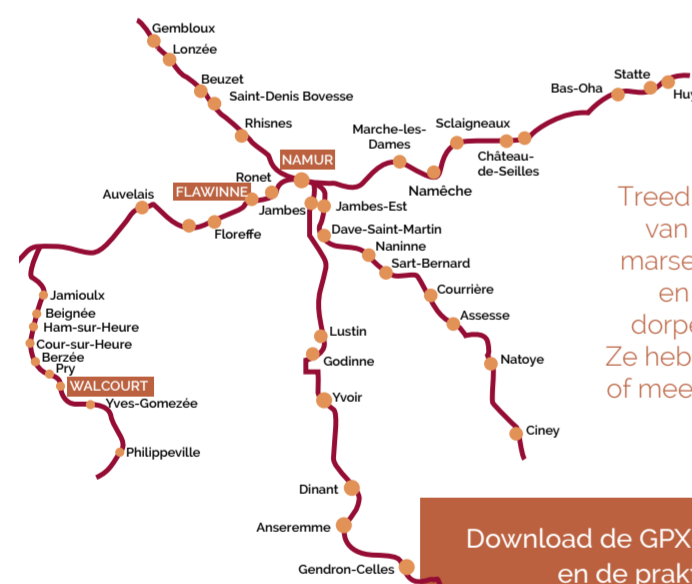 Gembloux
Lonzée
Beuzet
Saint-Denis Bovesse
Rhisnes
NAMUR
Ronet
FLAWINNE
Auvelais
Floreffe
Jambes
Jambes-Est
Marche-les-
Dames
Namêche
Sclaigneaux
Château-
de-Seilles
Bas-Oha
Statte
Huy
Dave-Saint-Martin
Naninne
Sart-Bernard
Courrière
Assesse
Natoye
Ciney
Lustin
Godinne
Yvoir
Dinant
Anseremme
Gendron-Celles
Jamioulx
Beignée
Ham-sur-Heure
Cour-sur-Heure
Berzée
Pry
WALCOURT
Yves-Gomezée
Philippeville
Treed
van
marse
en
dorpe
Ze heb
of mee
Download de GPX
en de prakt